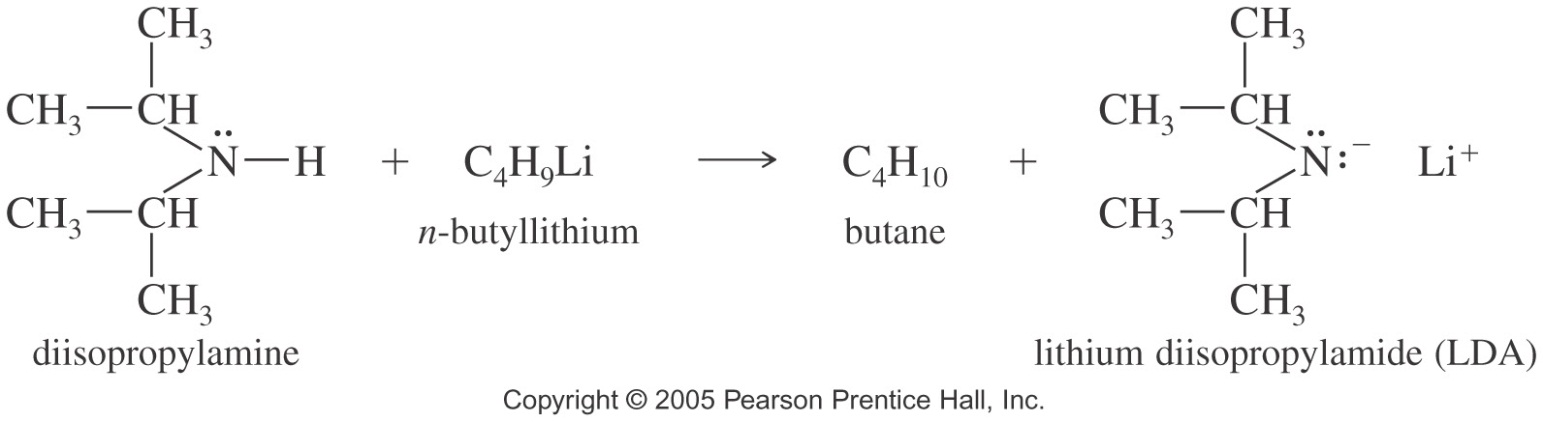 CH₃ CH₃
CH₃—CH CH₃—CH
N̈—H + C₄H₉Li ⟶ C₄H₁₀ + N̈:⁻ Li⁺
CH₃—CH n-butyllithium butane CH₃—CH
CH₃ CH₃
diisopropylamine lithium diisopropylamide (LDA)
Copyright © 2005 Pearson Prentice Hall, Inc.